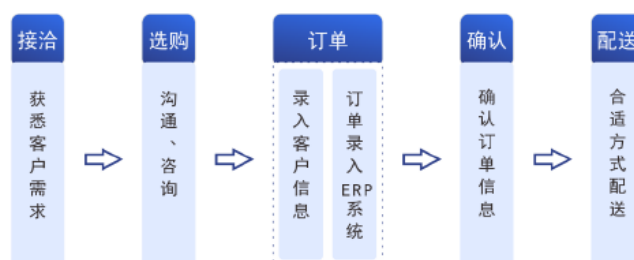 接洽
获悉客户需求
选购
沟通、咨询
订单
录入客户信息
订单录入ERP系统
确认
确认订单信息
配送
合适方式配送